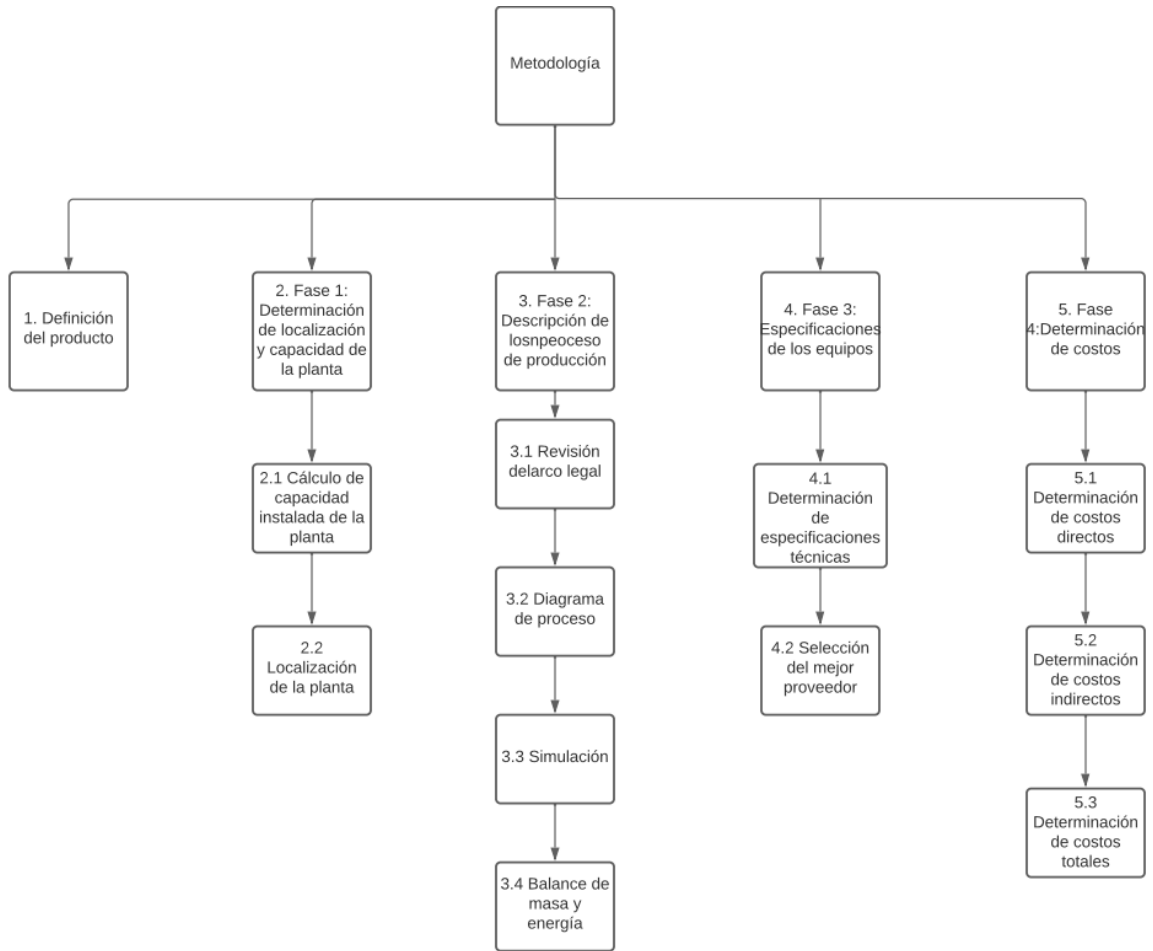 Metodología
1. Definición
del producto
2. Fase 1:
Determinación
de localización
y capacidad de
la planta
3. Fase 2:
Descripción de
losnpeoceso
de producción
4. Fase 3:
Especificaciones
de los equipos
5. Fase
4:Determinación
de costos
2.1 Cálculo de
capacidad
instalada de la
planta
2.2
Localización
de la planta
3.1 Revisión
delarco legal
3.2 Diagrama
de proceso
3.3 Simulación
3.4 Balance de
masa y
energía
4.1
Determinación
de
especificaciones
técnicas
4.2 Selección
del mejor
proveedor
5.1
Determinación
de costos
directos
5.2
Determinación
de costos
indirectos
5.3
Determinación
de costos
totales